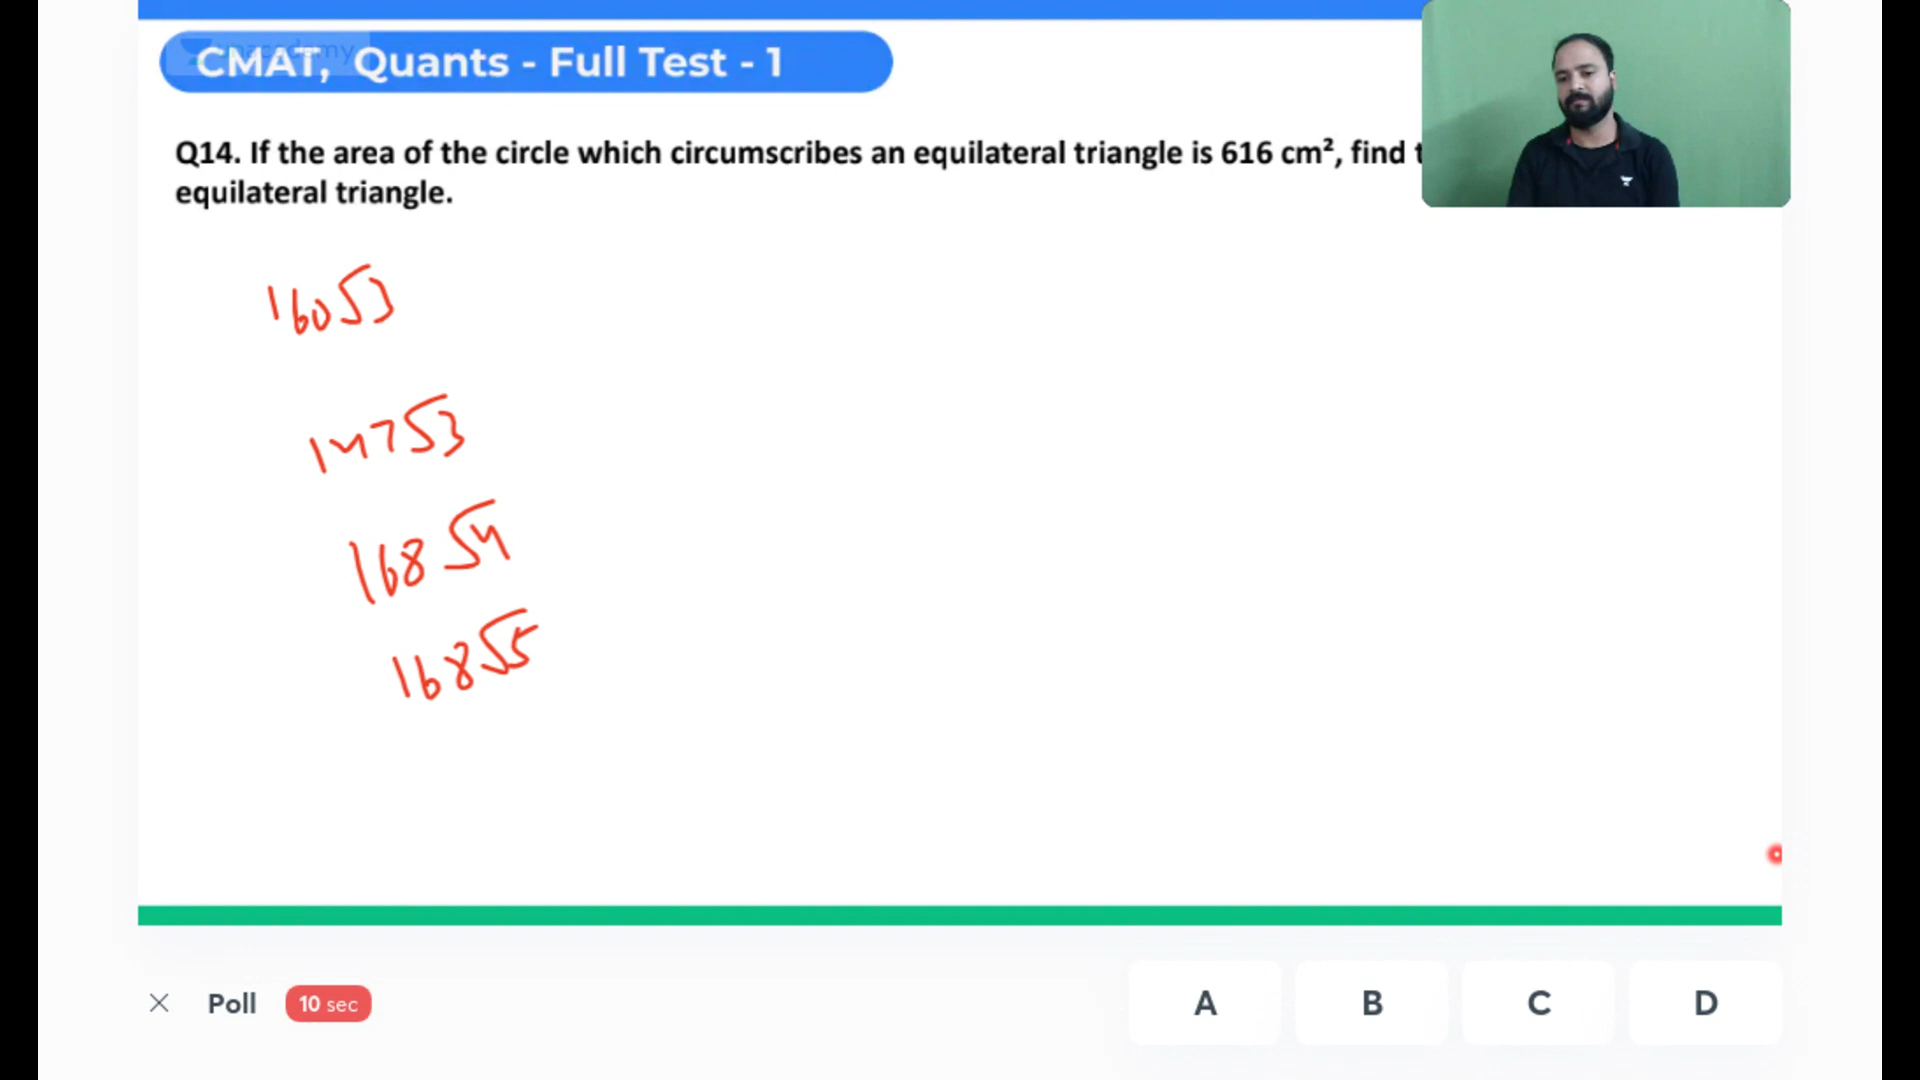 CMAT, Quants - Full Test - 1
Q14. If the area of the circle which circumscribes an equilateral triangle is 616 cm², find
equilateral triangle.
160√3
147√3
168√4
168√5
Poll 10 sec A B C D